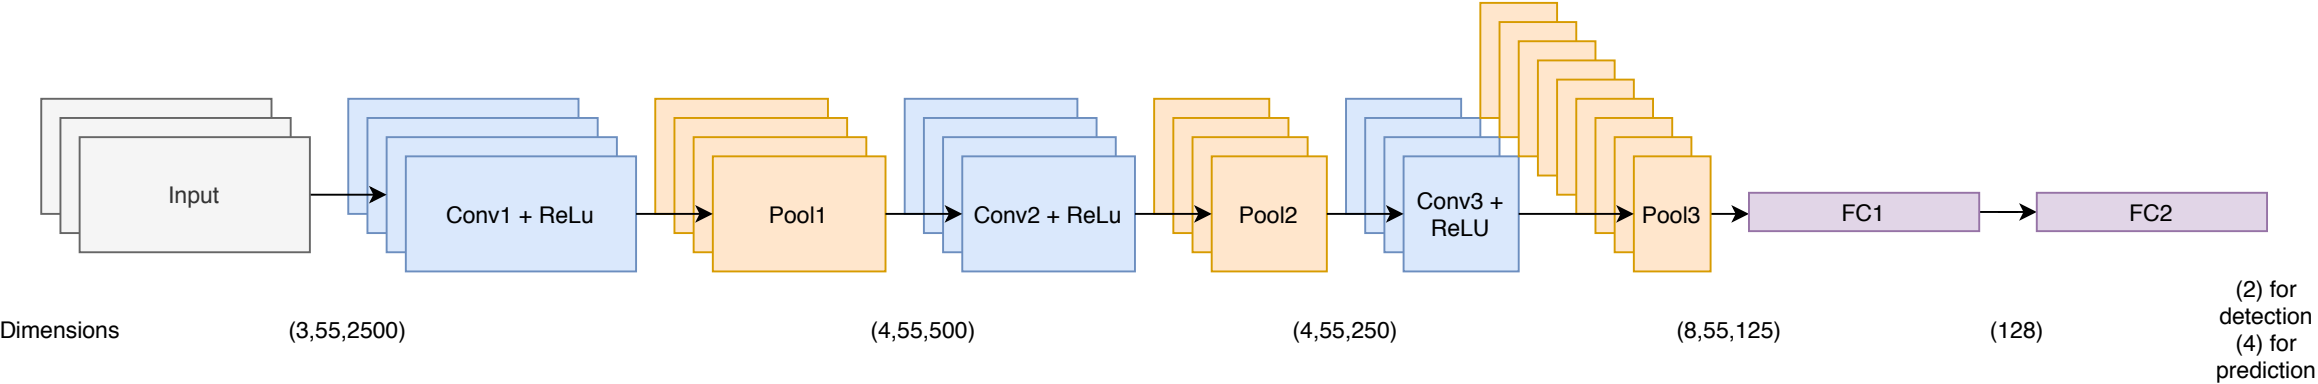 Input
Conv1 + ReLu
Pool1
Conv2 + ReLu
Pool2
Conv3 +
ReLU
Pool3
FC1
FC2
Dimensions
(3,55,2500)
(4,55,500)
(4,55,250)
(8,55,125)
(128)
(2) for
detection
(4) for
prediction